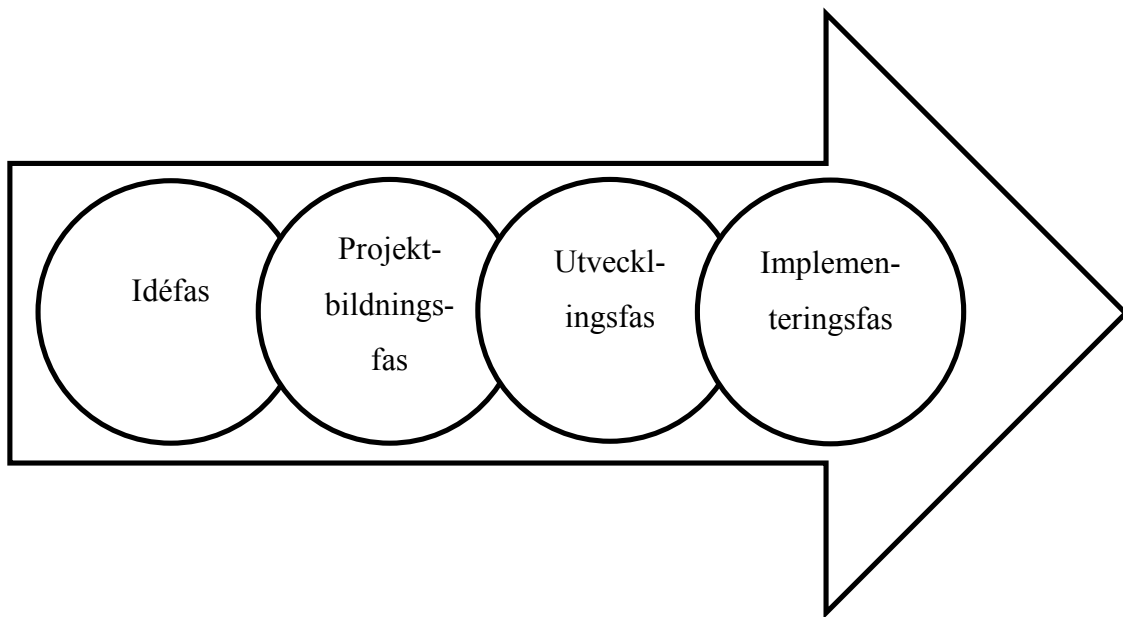 Idéfas
Projekt-
bildnings-
fas
Utveckl-
ingsfas
Implemen-
teringsfas